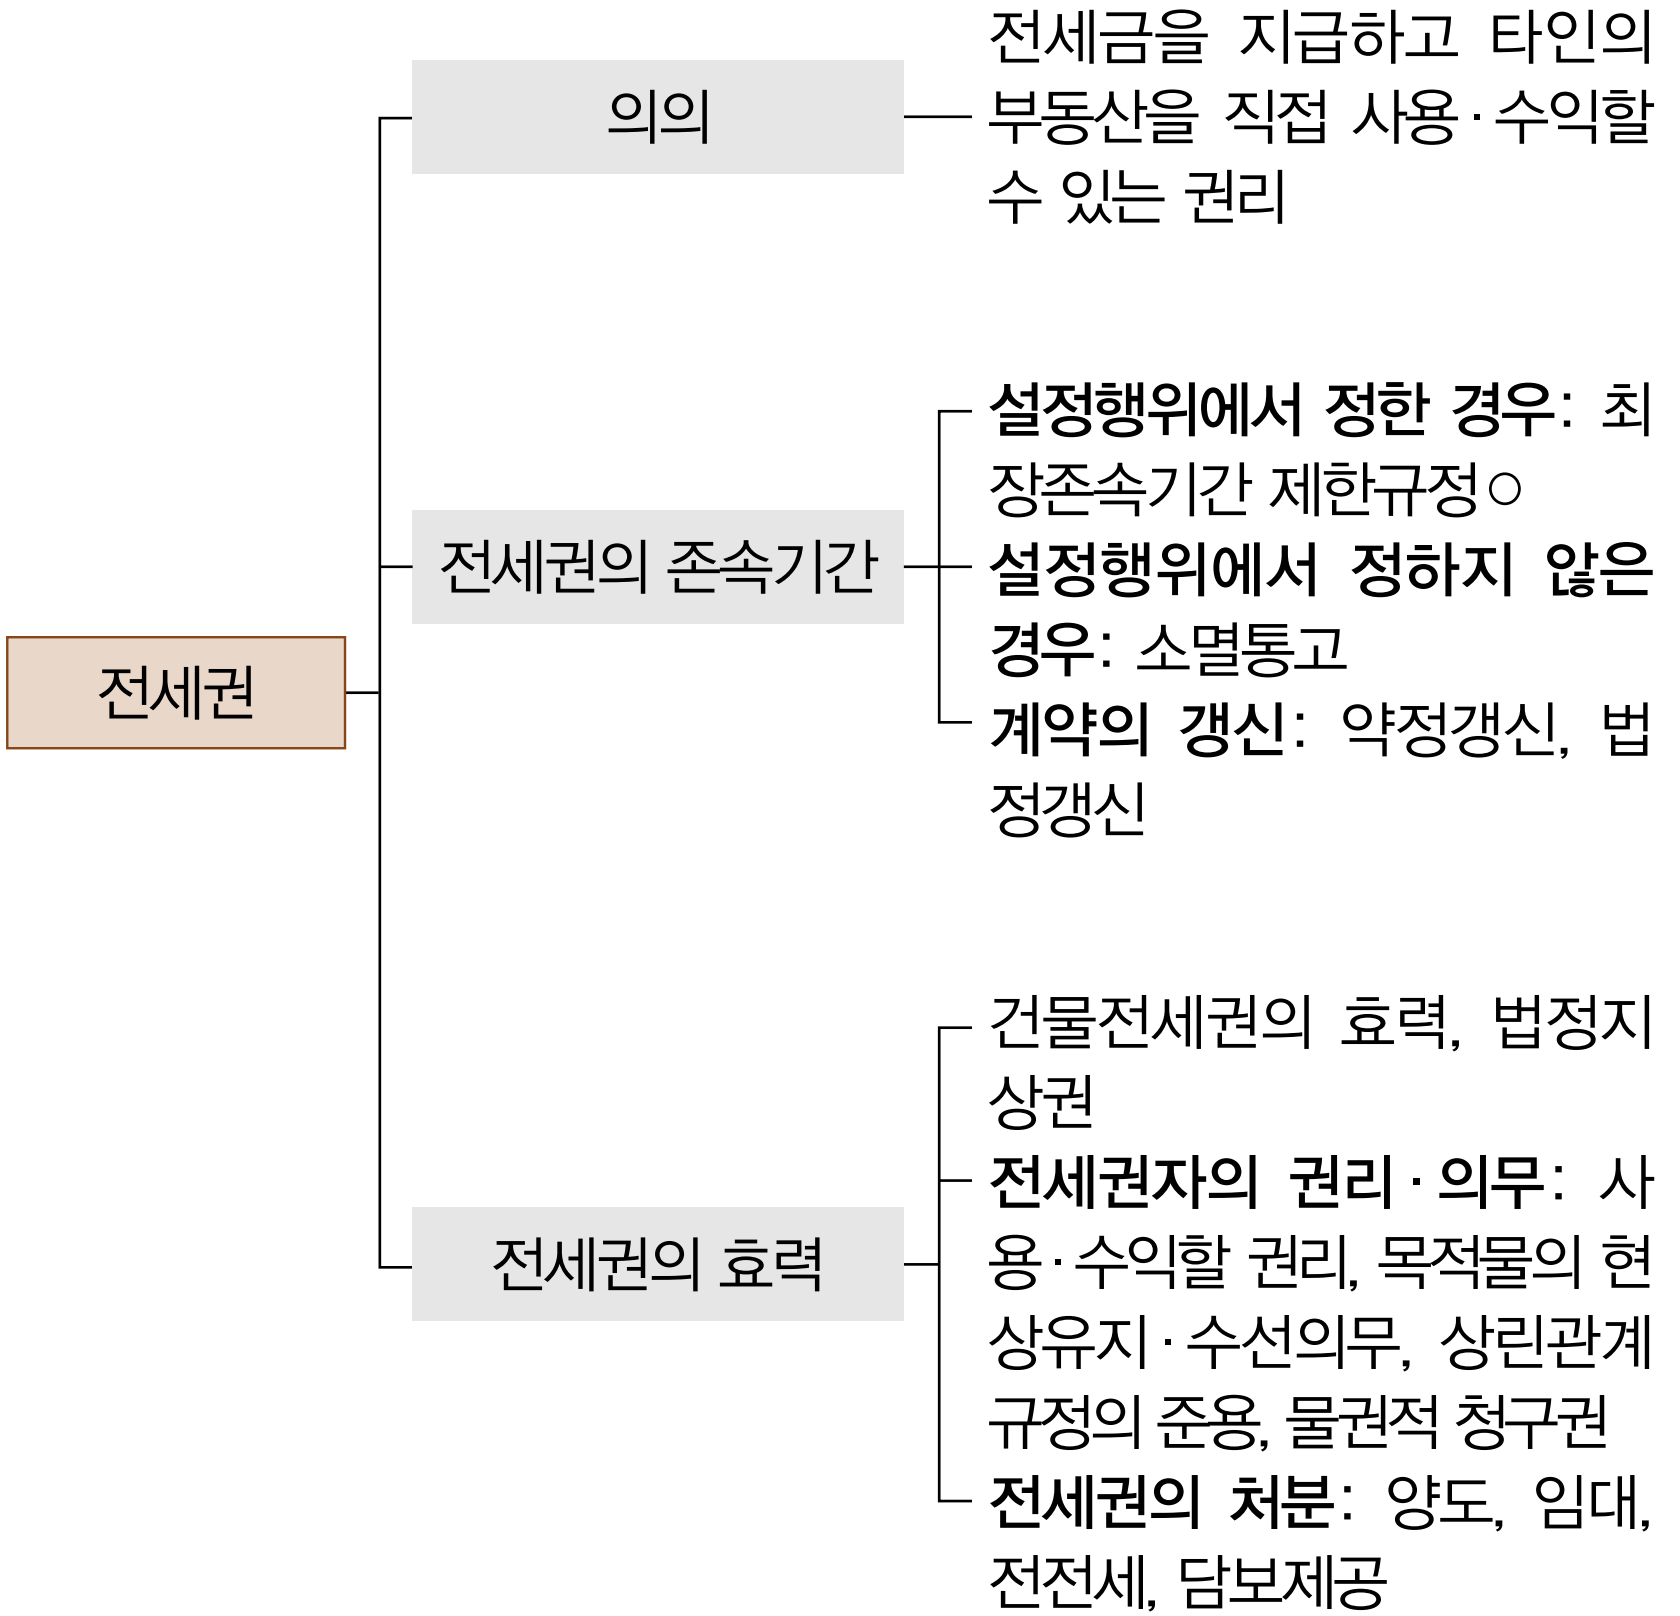 전세권
의의
전세금을 지급하고 타인의
부동산을 직접 사용·수익할
수 있는 권리
전세권의 존속기간
설정행위에서 정한 경우: 최
장존속기간 제한규정○
설정행위에서 정하지 않은
경우: 소멸통고
계약의 갱신: 약정갱신, 법
정갱신
전세권의 효력
건물전세권의 효력, 법정지
상권
전세권자의 권리·의무: 사
용·수익할 권리, 목적물의 현
상유지·수선의무, 상린관계
규정의 준용, 물권적 청구권
전세권의 처분: 양도, 임대,
전전세, 담보제공